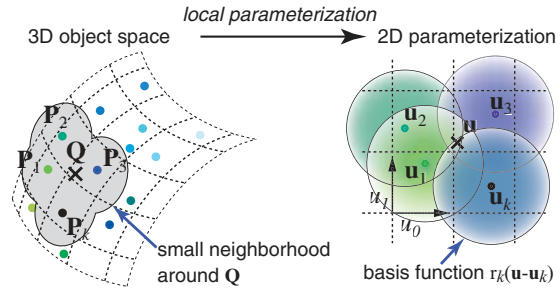 local parameterization
3D object space
2D parameterization
P2
Q
P1
P3
Pk
small neighborhood
around Q
u2
u3
u
u1
uk
u1
u0
basis function rk(u-uk)